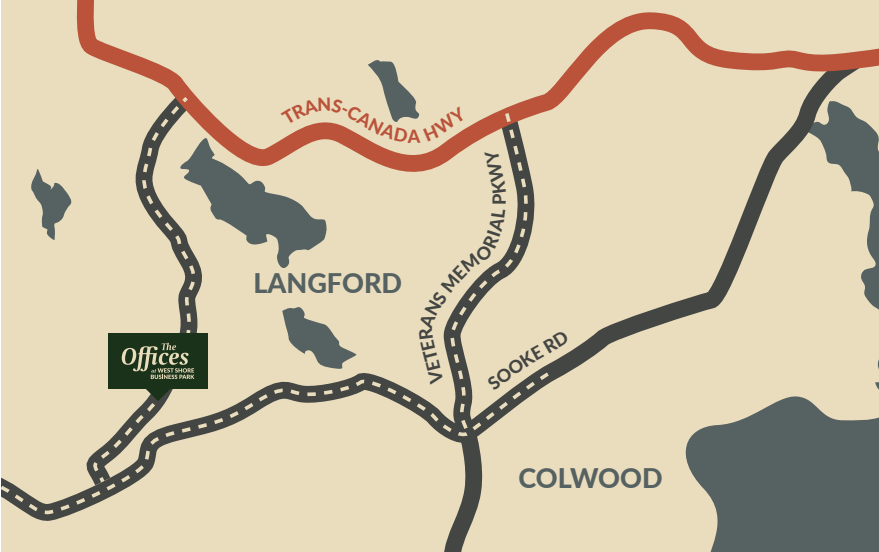 TRANS-CANADA HWY
VETERANS MEMORIAL PKWY
LANGFORD
The
Offices
at WEST SHORE
BUSINESS PARK
SOOKE RD
COLWOOD